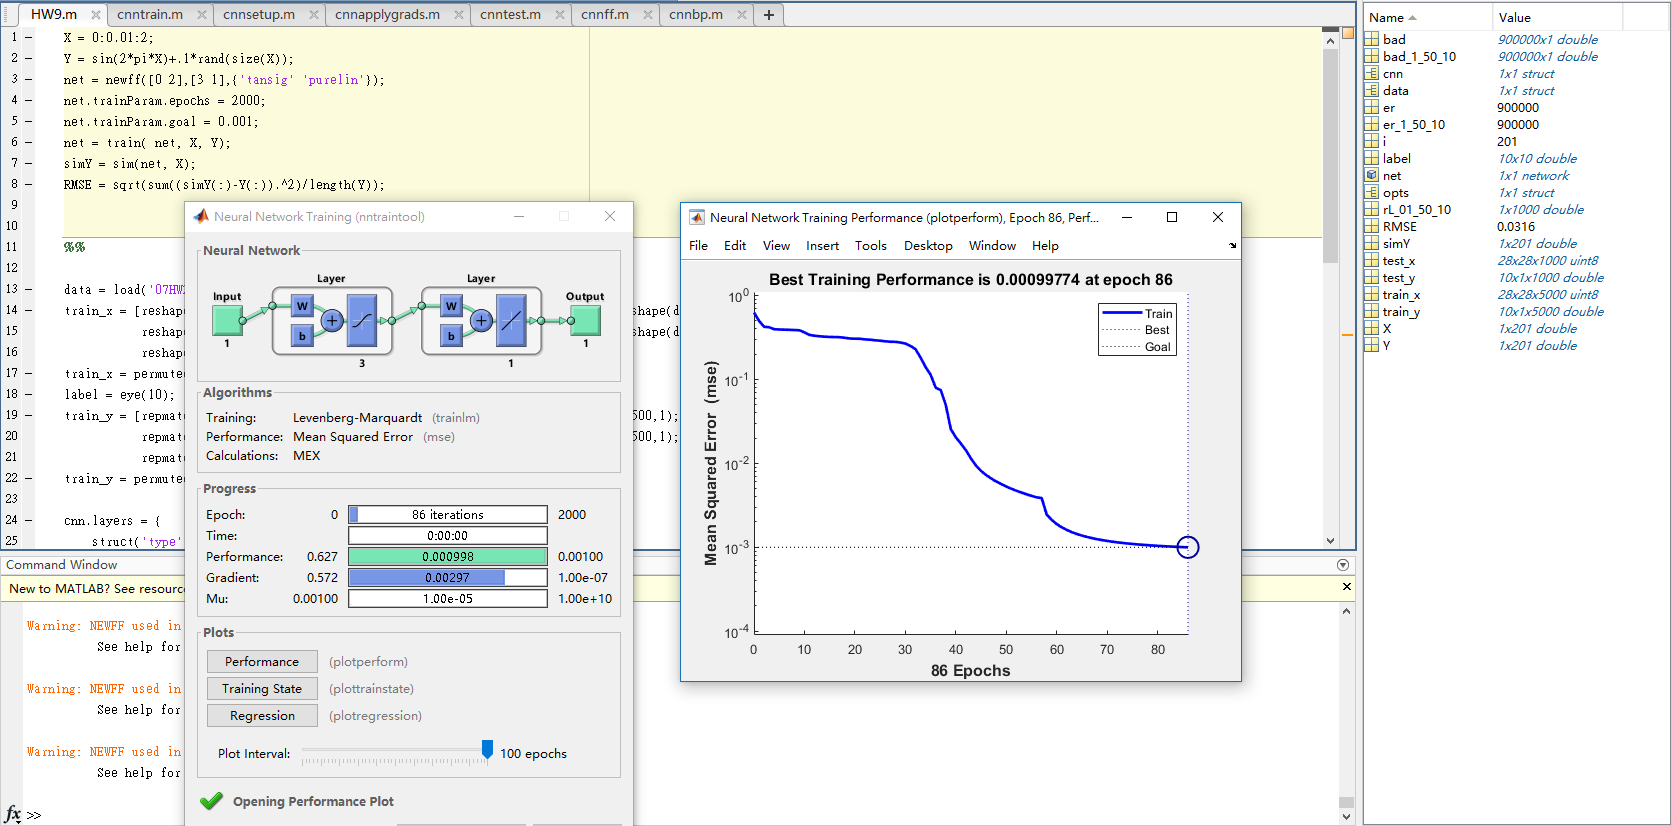 HW9.m × cnntrain.m × cnnsetup.m × cnnapplygrads.m × cnntest.m × cnnff.m × cnnbp.m × +
1 — X = 0:0.01:2;
2 — Y = sin(2*pi*X)+.1*rand(size(X));
3 — net = newff([0 2],[3 1],{'tansig' 'purelin'});
4 — net.trainParam.epochs = 2000;
5 — net.trainParam.goal = 0.001;
6 — net = train( net, X, Y);
7 — simY = sim(net, X);
8 — RMSE = sqrt(sum((simY(:)-Y(:)).^2)/length(Y));
9
10
11 %%
12
13 — data = load('07HW
14 — train_x = [reshap shape(d
15 reshap shape(d
16 reshap
17 — train_x = permute
18 — label = eye(10);
19 — train_y = [repmat 500,1);
20 repmat 500,1);
21 repmat
22 — train_y = permute
23
24 — cnn.layers = {
25 struct('type'
Command Window
New to MATLAB? See resourc
Warning: NEWFF used in
See help for
Warning: NEWFF used in
See help for
Warning: NEWFF used in
See help for
fx >>
Neural Network Training (nntraintool)
Neural Network
Layer Layer
Input Output
W W
b b
1 1
3 1
Algorithms
Training: Levenberg-Marquardt (trainlm)
Performance: Mean Squared Error (mse)
Calculations: MEX
Progress
Epoch: 0 86 iterations 2000
Time: 0:00:00
Performance: 0.627 0.000998 0.00100
Gradient: 0.572 0.00297 1.00e-07
Mu: 0.00100 1.00e-05 1.00e+10
Plots
Performance (plotperform)
Training State (plottrainstate)
Regression (plotregression)
Plot Interval: 100 epochs
Opening Performance Plot
Neural Network Training Performance (plotperform), Epoch 86, Perf...
File Edit View Insert Tools Desktop Window Help
Best Training Performance is 0.00099774 at epoch 86
Train
Best
Goal
Mean Squared Error (mse)
10^0
10^-1
10^-2
10^-3
10^-4
0 10 20 30 40 50 60 70 80
86 Epochs
Name Value
bad 900000x1 double
bad_1_50_10 900000x1 double
cnn 1x1 struct
data 1x1 struct
er 900000
er_1_50_10 900000
i 201
label 10x10 double
net 1x1 network
opts 1x1 struct
rL_01_50_10 1x1000 double
RMSE 0.0316
simY 1x201 double
test_x 28x28x1000 uint8
test_y 10x1x1000 double
train_x 28x28x5000 uint8
train_y 10x1x5000 double
X 1x201 double
Y 1x201 double